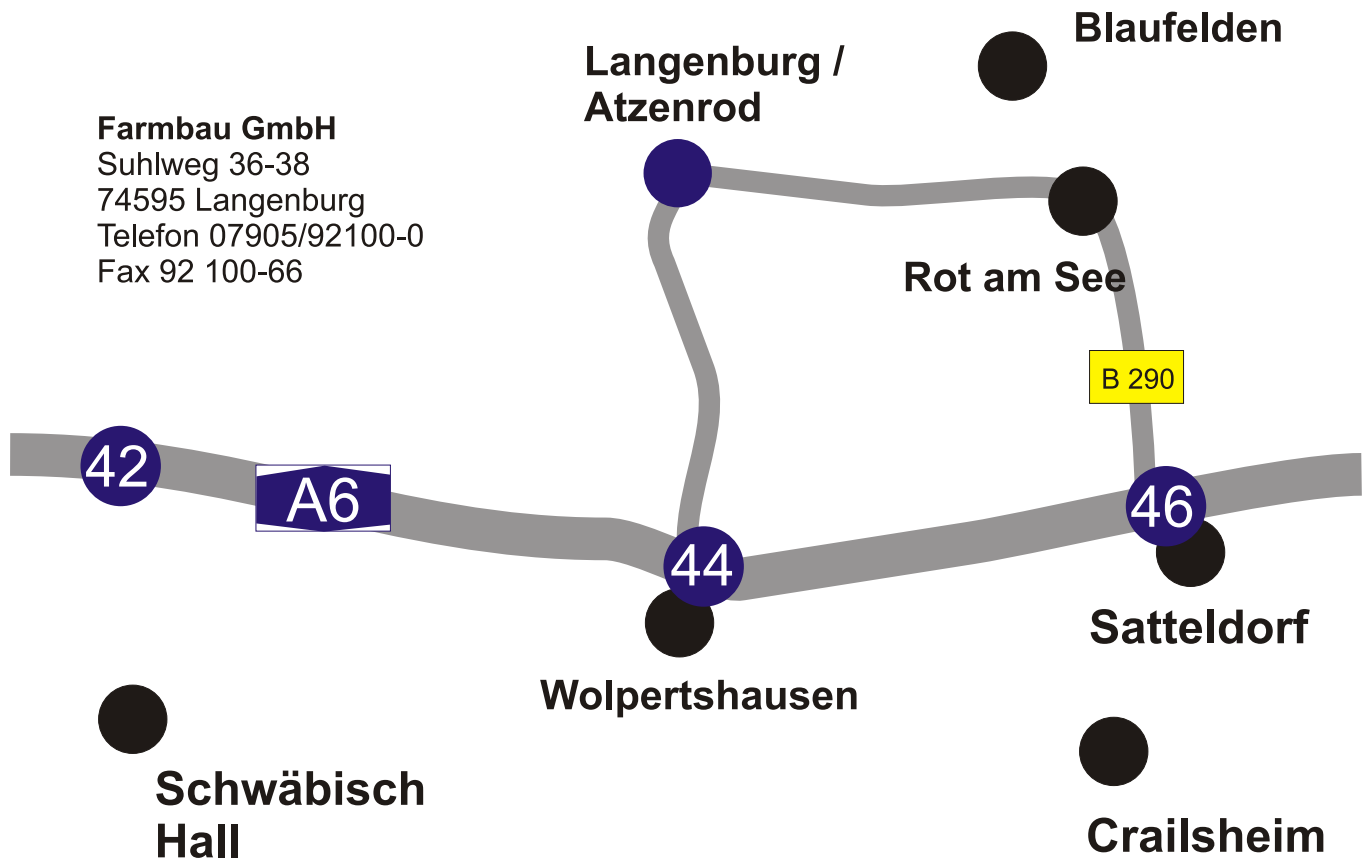 Blaufelden
Langenburg /
Atzenrod
Farmbau GmbH
Suhlweg 36-38
74595 Langenburg
Telefon 07905/92100-0
Fax 92 100-66
Rot am See
B 290
42
A6
46
44
Satteldorf
Wolpertshausen
Schwäbisch
Hall
Crailsheim